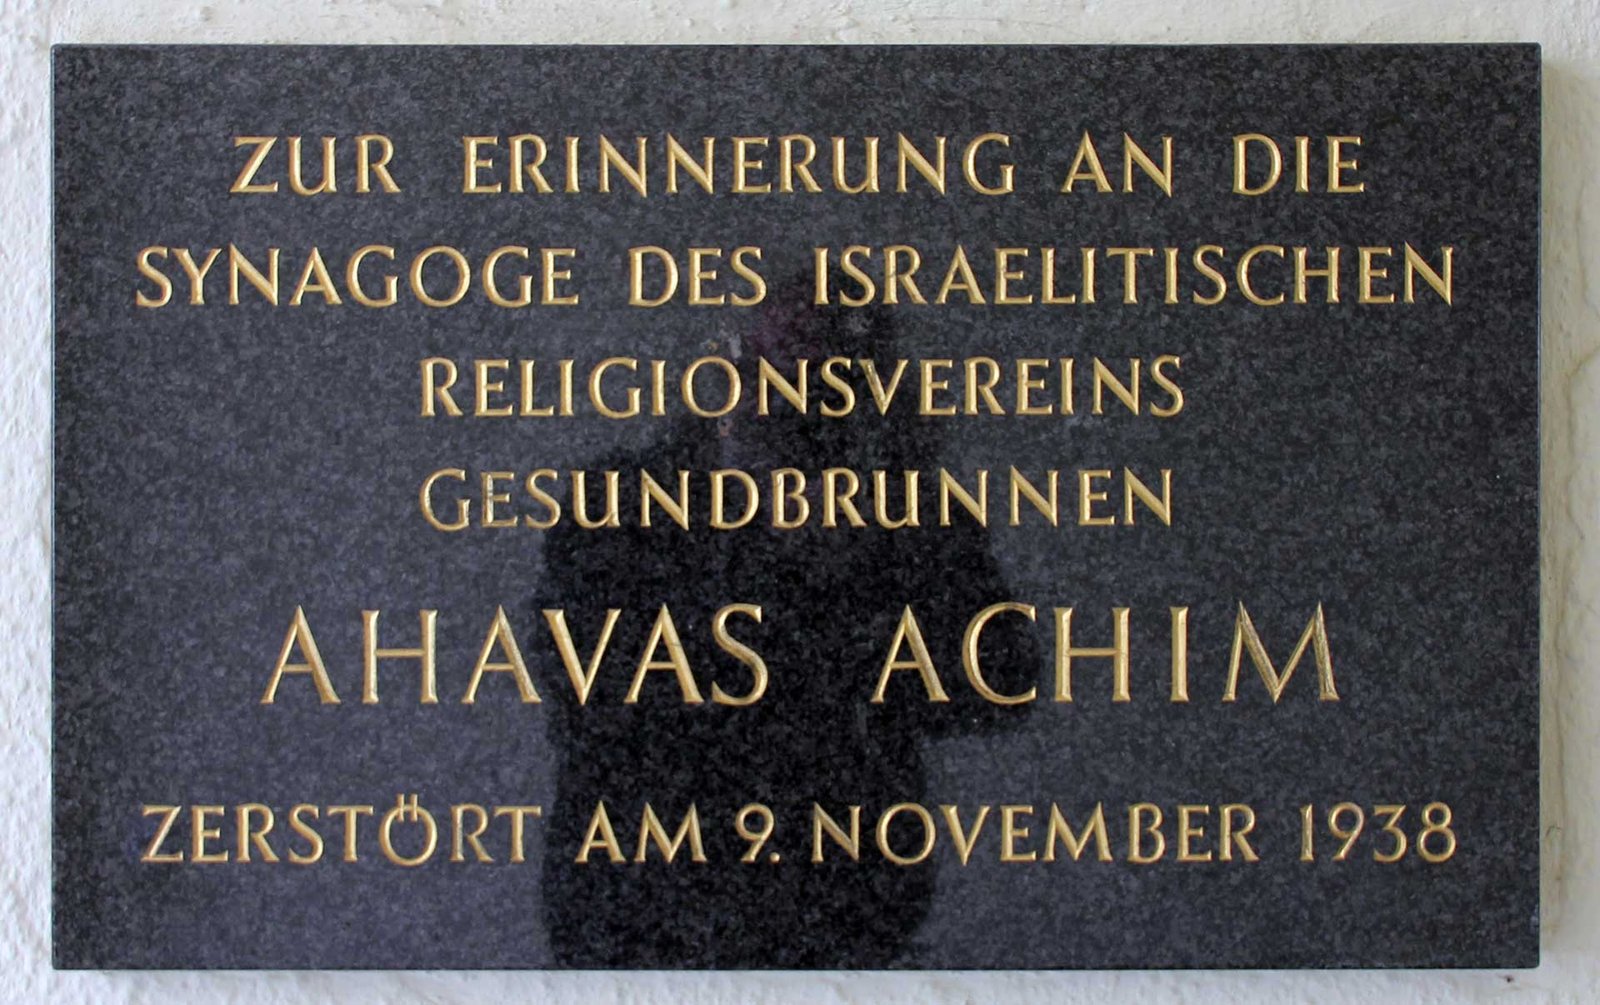 ZUR ERINNERUNG AN DIE
SYNAGOGE DES ISRAELITISCHEN
RELIGIONSVEREINS
GESUNDBRUNNEN
AHAVAS ACHIM
ZERSTÖRT AM 9. NOVEMBER 1938